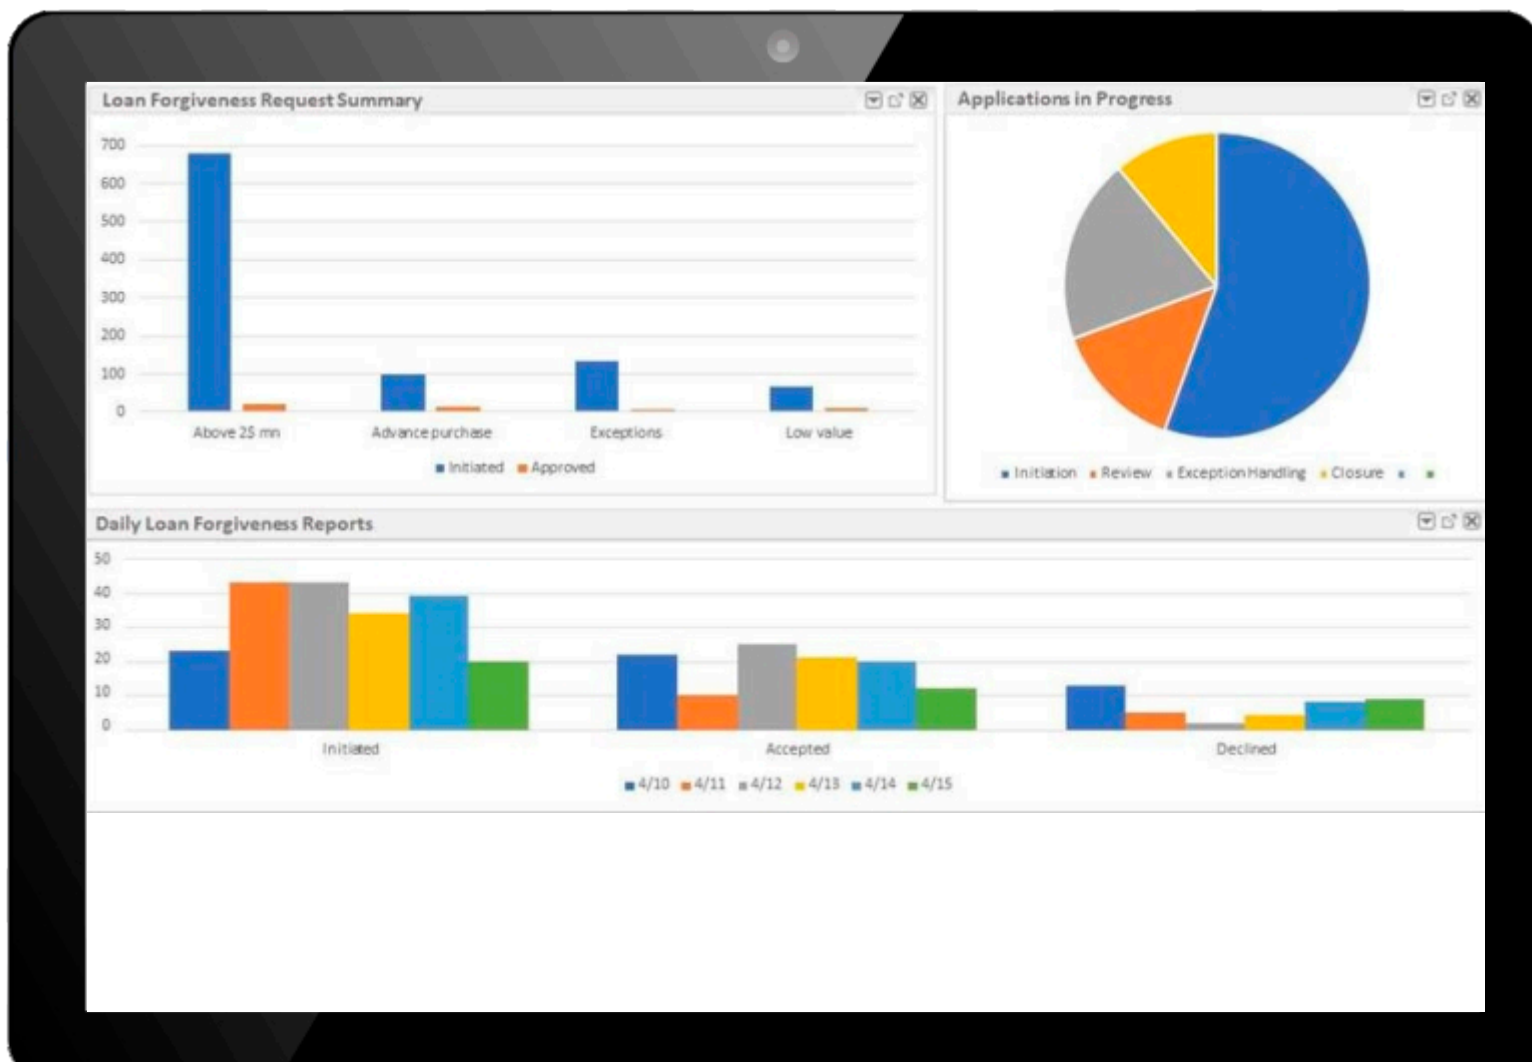 Loan Forgiveness Request Summary
700
600
500
400
300
200
100
0
Above 2$ mn
Advance purchase
Exceptions
Low value
Initiated
Approved
Applications in Progress
Initiation
Review
Exception Handling
Closure
Daily Loan Forgiveness Reports
50
40
30
20
10
0
Initiated
Accepted
Declined
4/10
4/11
4/12
4/13
4/14
4/15